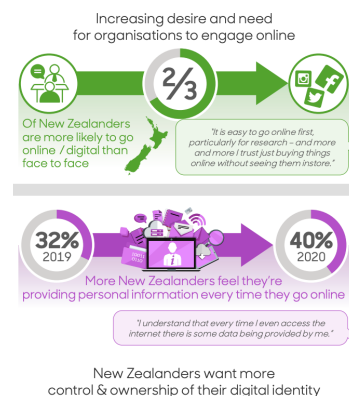 Increasing desire and need
for organisations to engage online
2/3
Of New Zealanders
are more likely to go
online / digital than
face to face
"It is easy to go online first,
particularly for research – and more
and more I trust just buying things
online without seeing them instore."
32%
2019
40%
2020
More New Zealanders feel they're
providing personal information every time they go online
"I understand that every time I even access the
internet there is some data being provided by me."
New Zealanders want more
control & ownership of their digital identity